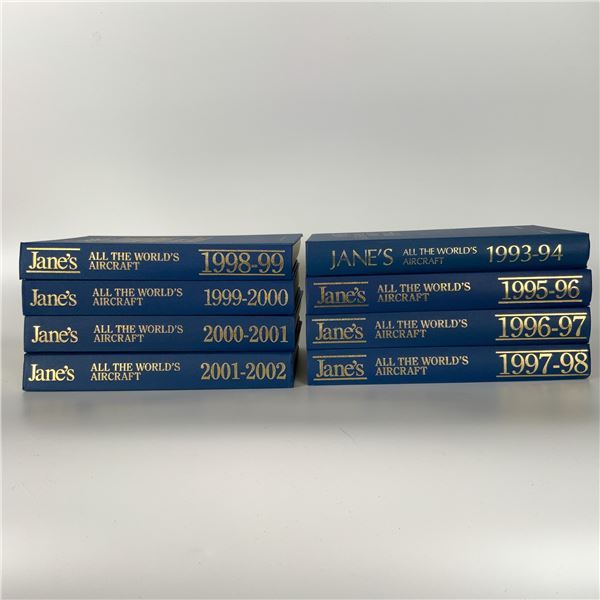 Jane's ALL THE WORLD'S AIRCRAFT 1998-99
Jane's ALL THE WORLD'S AIRCRAFT 1999-2000
Jane's ALL THE WORLD'S AIRCRAFT 2000-2001
Jane's ALL THE WORLD'S AIRCRAFT 2001-2002
JANE'S ALL THE WORLD'S AIRCRAFT 1993-94
Jane's ALL THE WORLD'S AIRCRAFT 1995-96
Jane's ALL THE WORLD'S AIRCRAFT 1996-97
Jane's ALL THE WORLD'S AIRCRAFT 1997-98